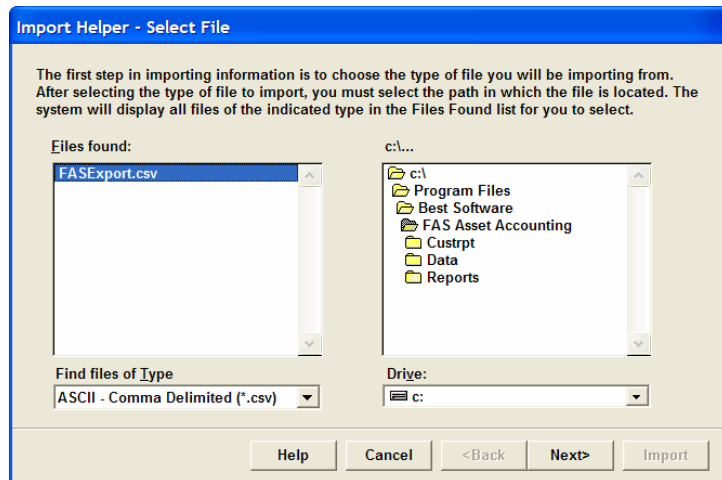 Import Helper - Select File
The first step in importing information is to choose the type of file you will be importing from.
After selecting the type of file to import, you must select the path in which the file is located. The
system will display all files of the indicated type in the Files Found list for you to select.
Files found:
FASExport.csv
Find files of Type
ASCII - Comma Delimited (*.csv)
c:\...
c:\
Program Files
Best Software
FAS Asset Accounting
Custrpt
Data
Reports
Drive:
c:
Help Cancel <Back Next> Import